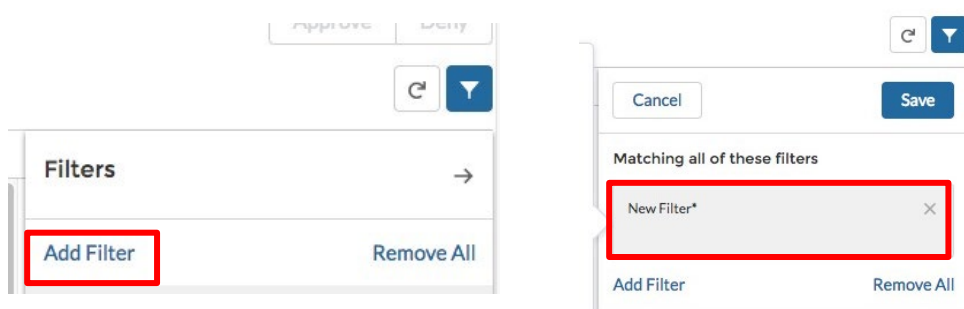 Approve Deny
Filters
Add Filter Remove All
Cancel Save
Matching all of these filters
New Filter*
Add Filter Remove All